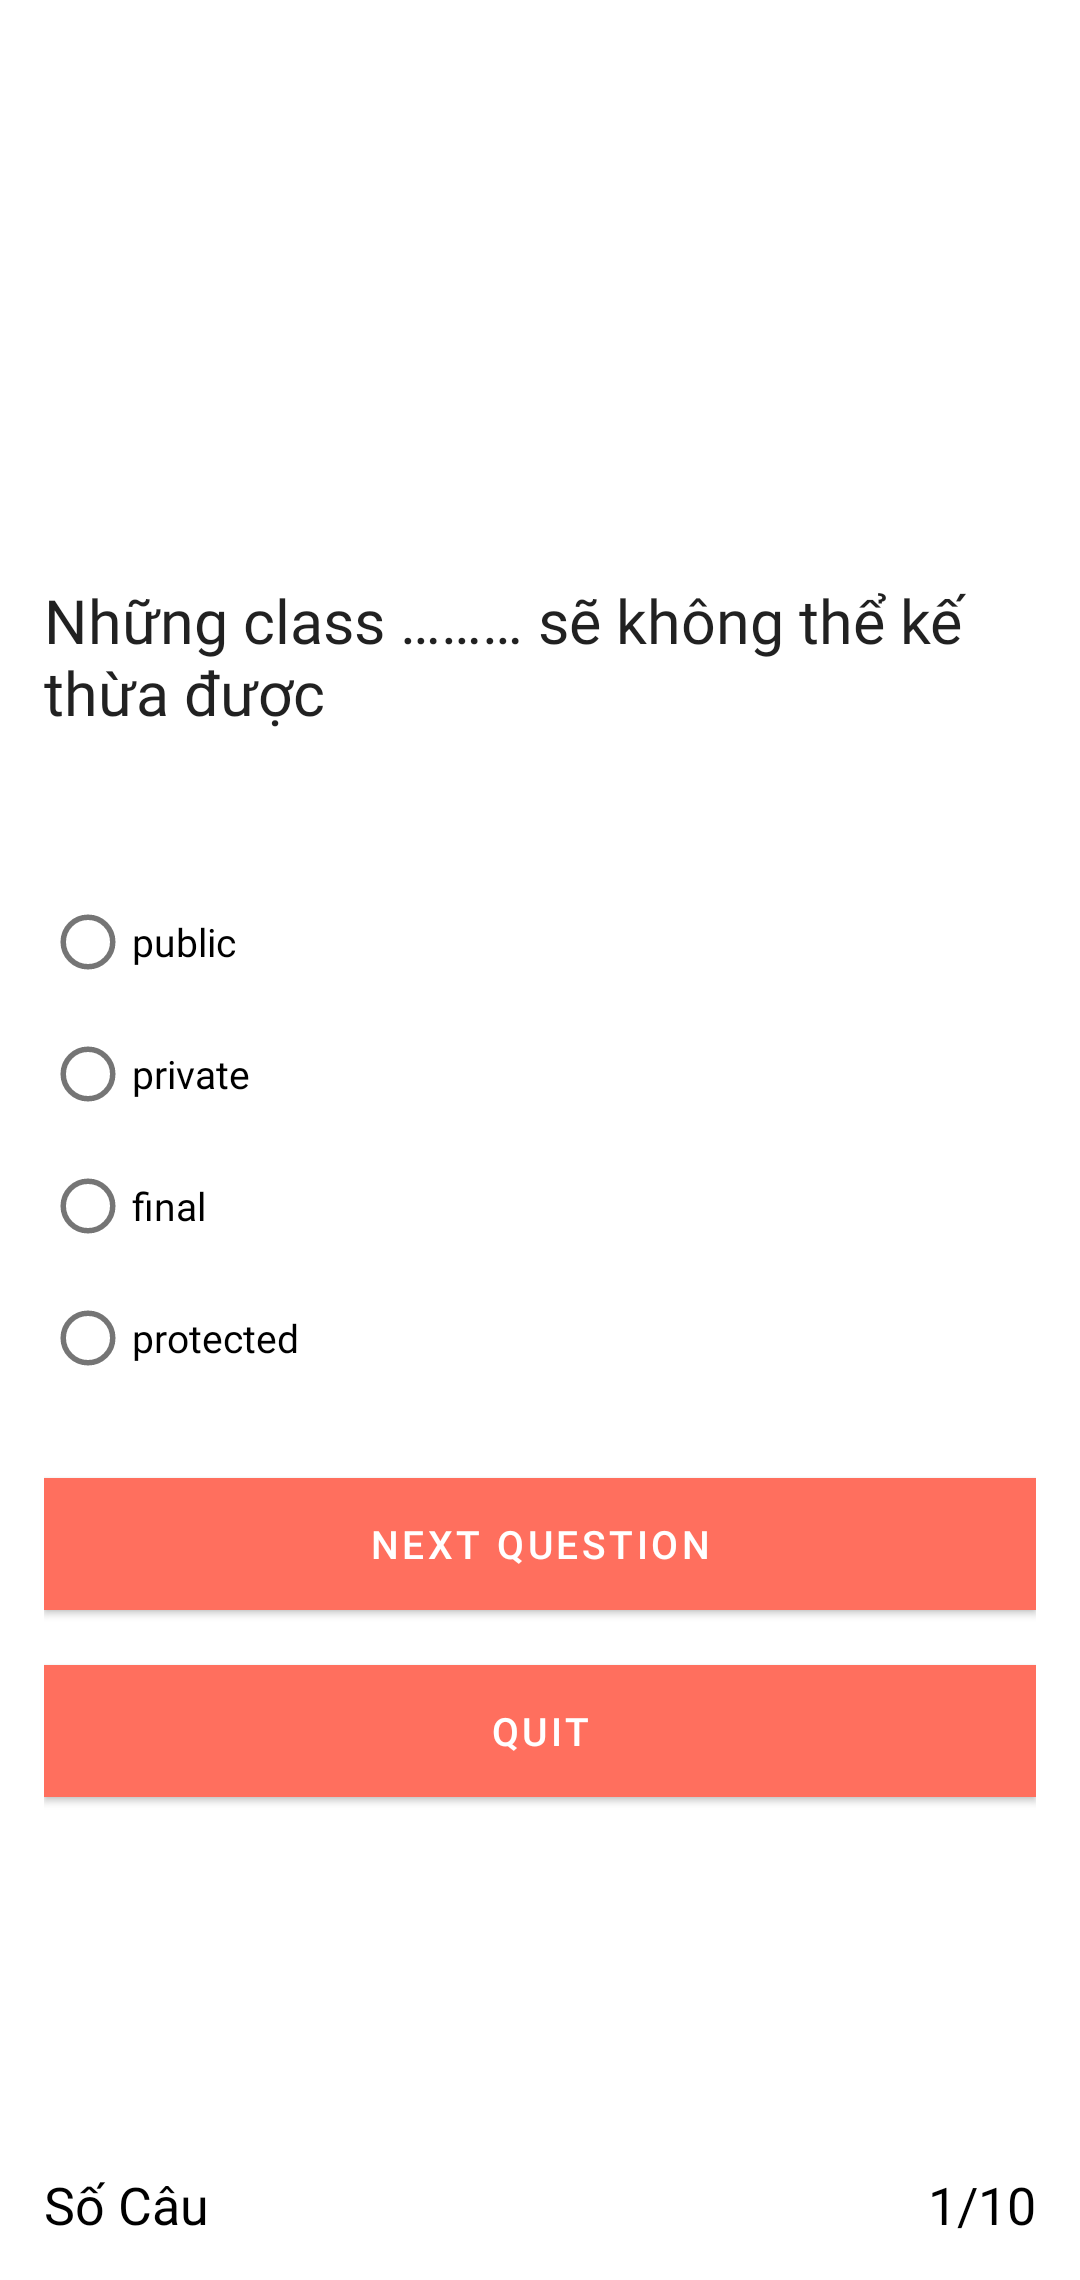 Những class ……… sẽ không thể kế
thừa được
public
private
final
protected
NEXT QUESTION
QUIT
Số Câu
1/10